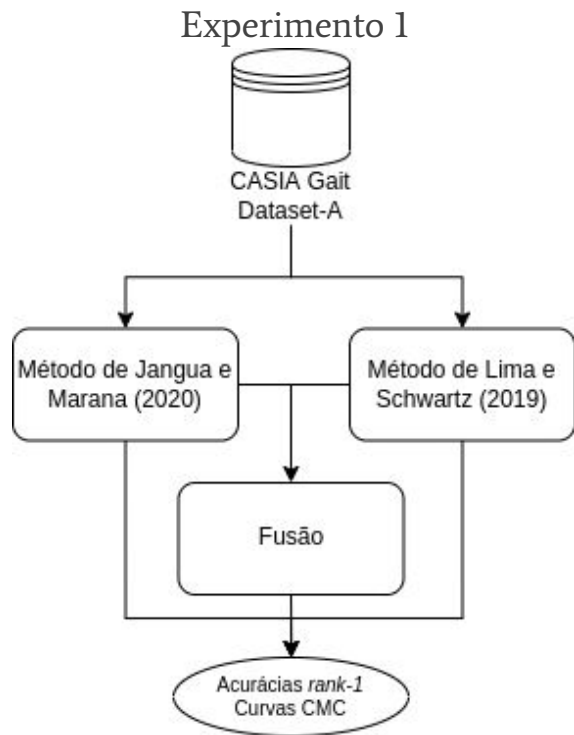 Experimento 1
CASIA Gait
Dataset-A
Método de Jangua e
Marana (2020)
Método de Lima e
Schwartz (2019)
Fusão
Acurácias rank-1
Curvas CMC